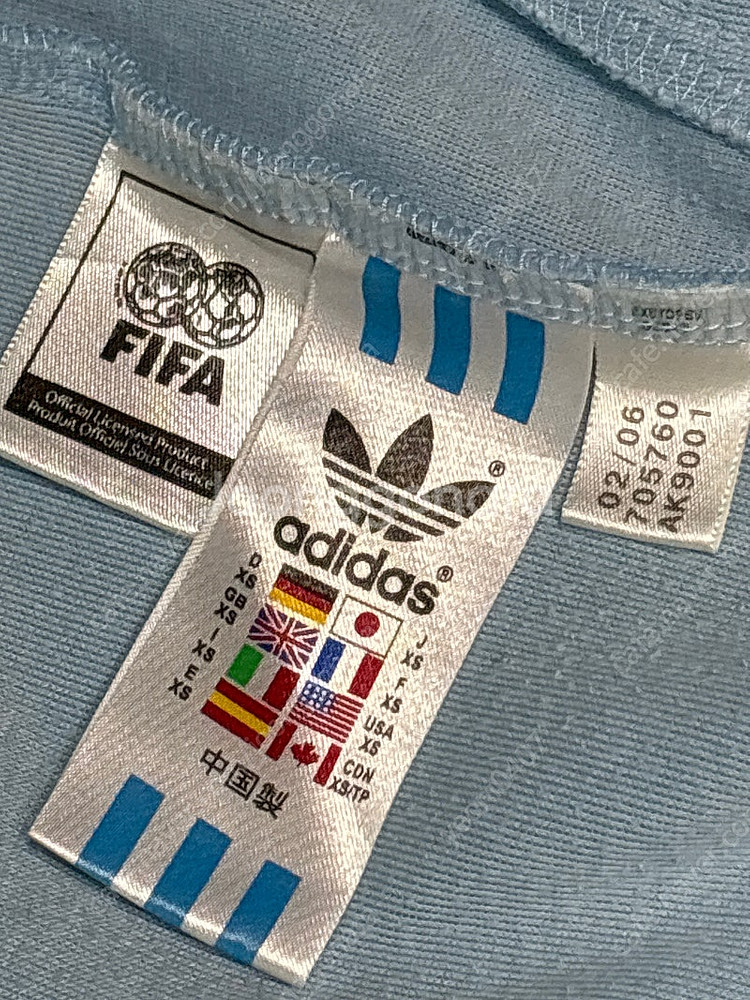 FIFA
Official Licensed Product
Produit Officiel Sous Licence
adidas®
D
XS
GB
XS
I
XS
E
XS
J
XS
F
XS
USA
XS
CDN
XS/TP
中国製
02/06
705760
AK9001